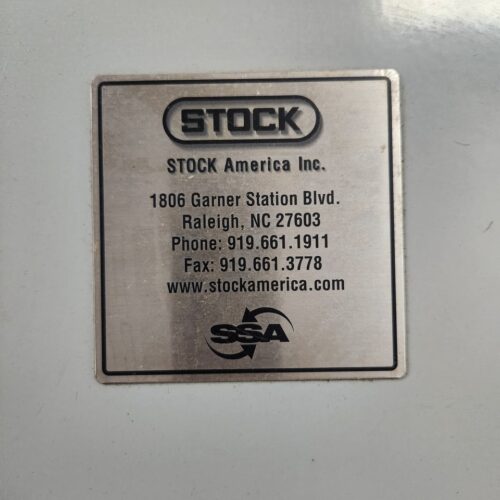 STOCK
STOCK America Inc.
1806 Garner Station Blvd.
Raleigh, NC 27603
Phone: 919.661.1911
Fax: 919.661.3778
www.stockamerica.com
SSA